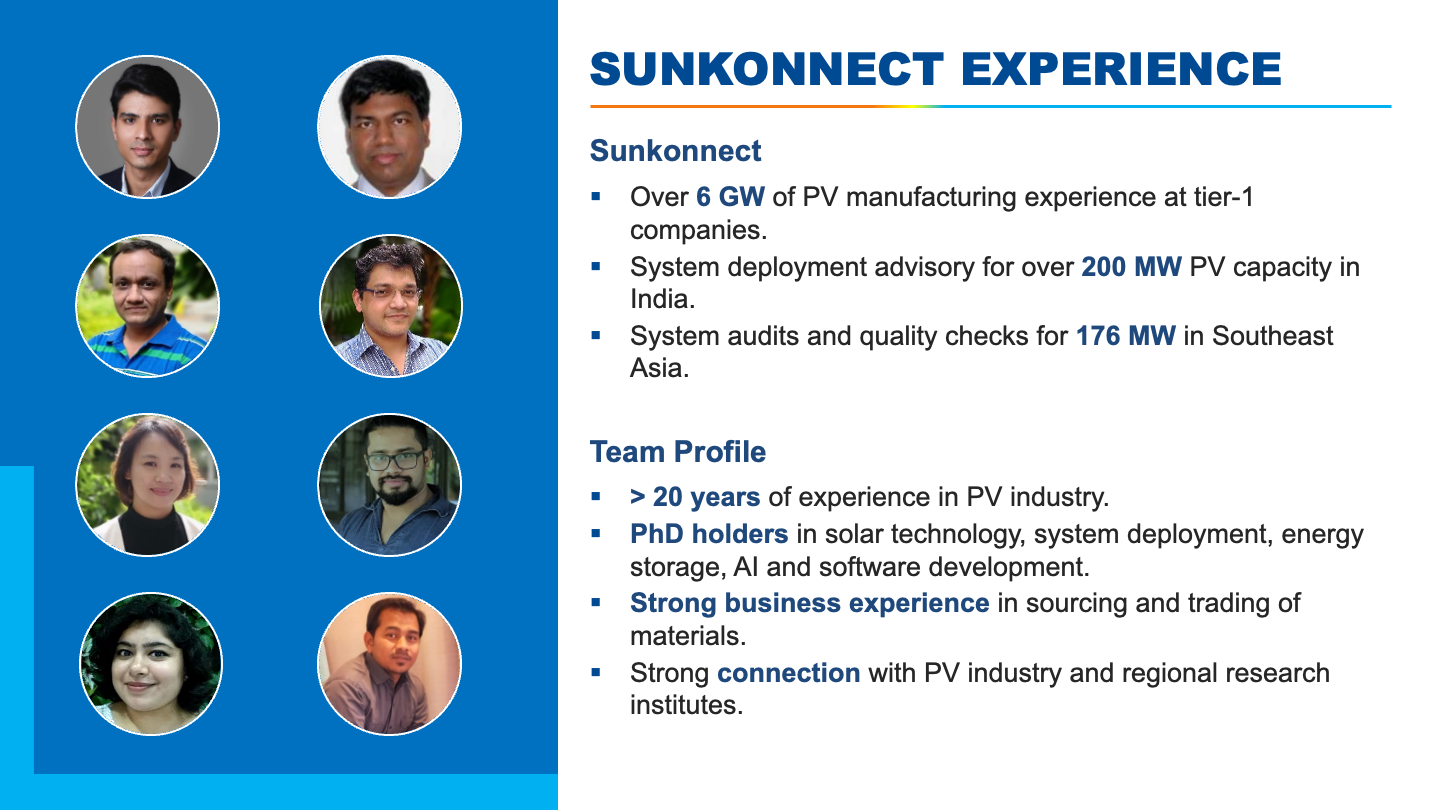 SUNKONNECT EXPERIENCE
Sunkonnect
▪ Over 6 GW of PV manufacturing experience at tier-1
companies.
▪ System deployment advisory for over 200 MW PV capacity in
India.
▪ System audits and quality checks for 176 MW in Southeast
Asia.
Team Profile
▪ > 20 years of experience in PV industry.
▪ PhD holders in solar technology, system deployment, energy
storage, AI and software development.
▪ Strong business experience in sourcing and trading of
materials.
▪ Strong connection with PV industry and regional research
institutes.